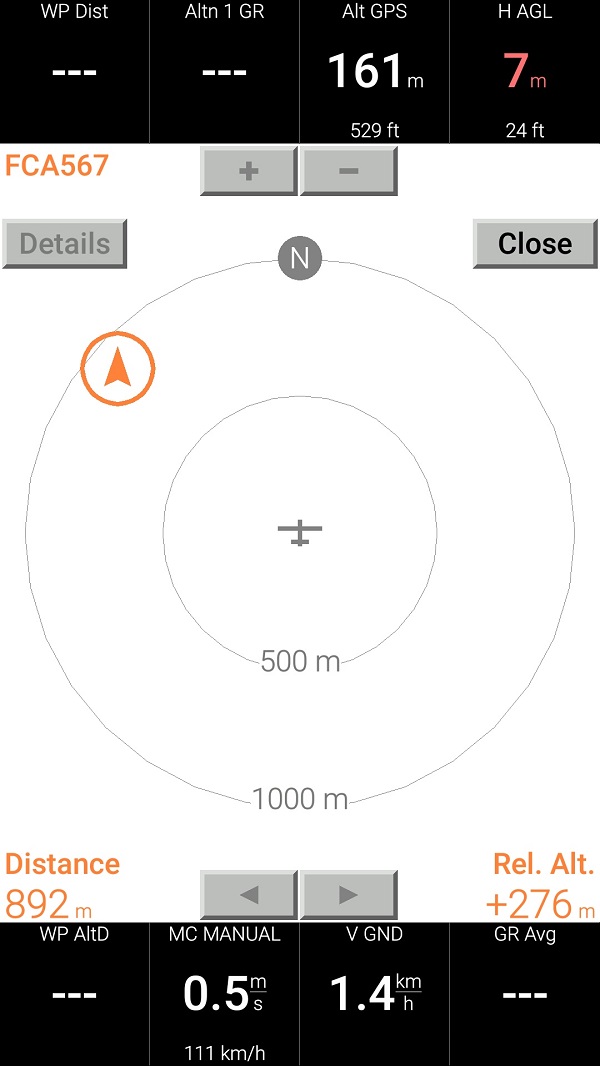 WP Dist Altn 1 GR Alt GPS H AGL
--- --- 161 m 7 m
529 ft 24 ft
FCA567 + −
Details Close
N
500 m
1000 m
Distance Rel. Alt.
892 m +276 m
WP AltD MC MANUAL V GND GR Avg
--- 0.5 m/s 1.4 km/h ---
111 km/h